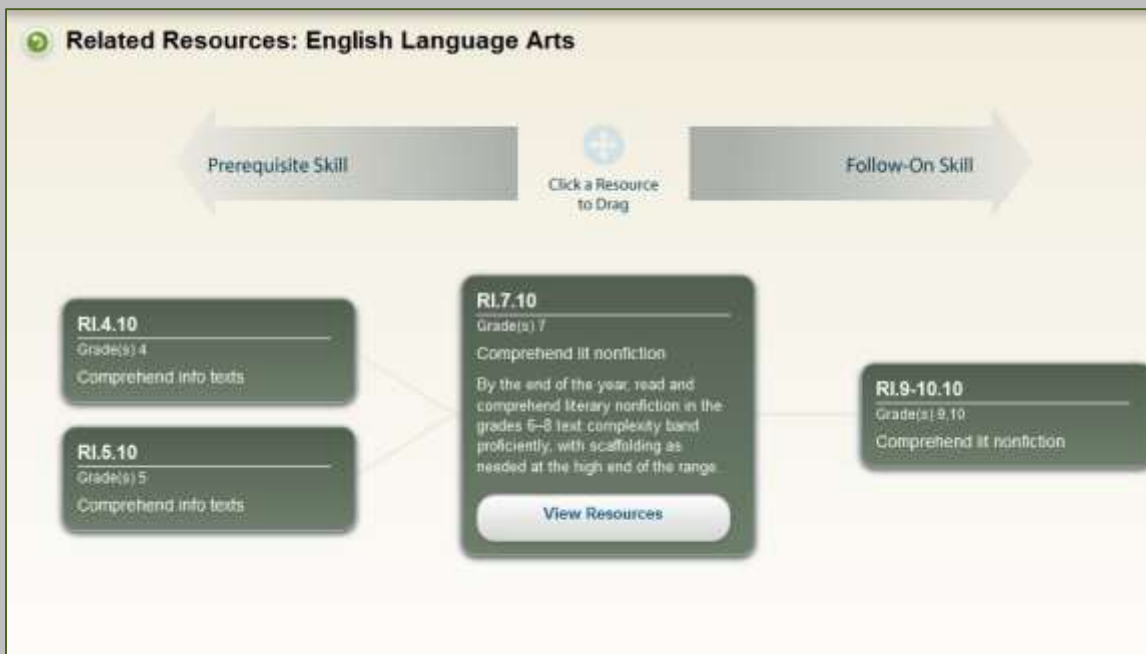 Related Resources: English Language Arts
Prerequisite Skill
Click a Resource
to Drag
Follow-On Skill
RI.4.10
Grade(s) 4
Comprehend info texts
RI.5.10
Grade(s) 5
Comprehend info texts
RI.7.10
Grade(s) 7
Comprehend lit nonfiction
By the end of the year, read and
comprehend literary nonfiction in the
grades 6–8 text complexity band
proficiently, with scaffolding as
needed at the high end of the range.
View Resources
RI.9-10.10
Grade(s) 9,10
Comprehend lit nonfiction